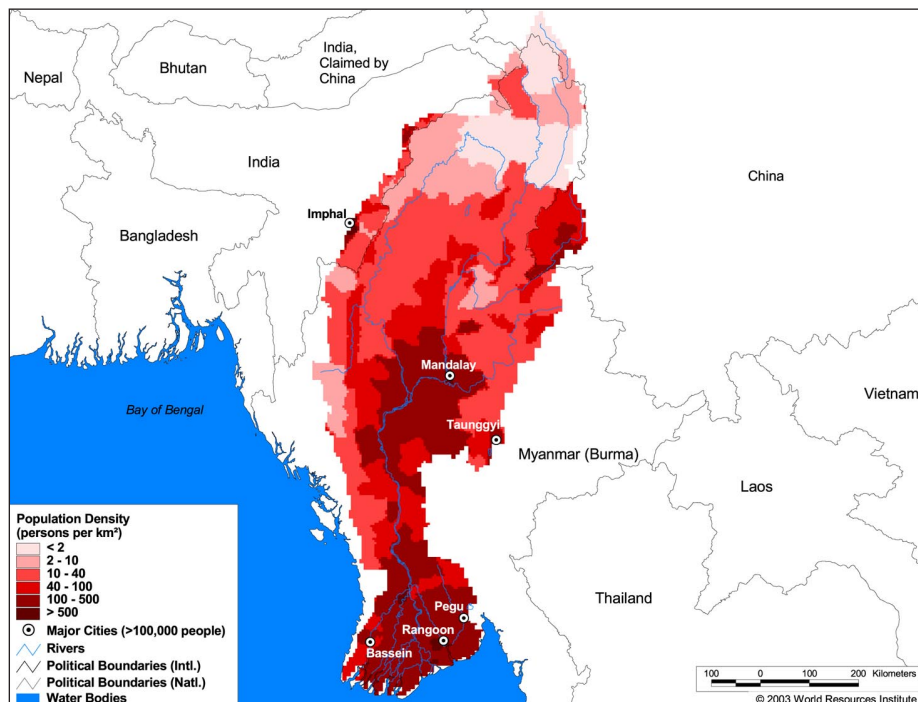 Nepal
Bhutan
India,
Claimed by
China
India
China
Imphal
Bangladesh
Mandalay
Vietnam
Bay of Bengal
Taunggyi
Myanmar (Burma)
Laos
Population Density
(persons per km²)
< 2
2 - 10
10 - 40
40 - 100
100 - 500
> 500
Major Cities (>100,000 people)
Rivers
Political Boundaries (Intl.)
Political Boundaries (Natl.)
Water Bodies
Thailand
Pegu
Rangoon
Bassein
100 0 100 200 Kilometers
© 2003 World Resources Institute